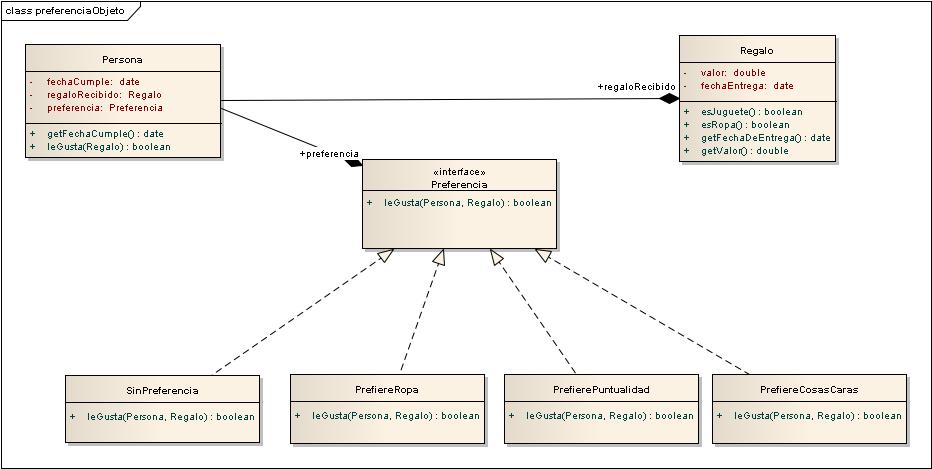 class preferenciaObjeto
Persona
- fechaCumple: date
- regaloRecibido: Regalo
- preferencia: Preferencia
+ getFechaCumple() : date
+ leGusta(Regalo) : boolean
+regaloRecibido
Regalo
- valor: double
- fechaEntrega: date
+ esJuguete() : boolean
+ esRopa() : boolean
+ getFechaDeEntrega() : date
+ getValor() : double
+preferencia
«interface»
Preferencia
+ leGusta(Persona, Regalo) : boolean
SinPreferencia
+ leGusta(Persona, Regalo) : boolean
PrefiereRopa
+ leGusta(Persona, Regalo) : boolean
PrefierePuntualidad
+ leGusta(Persona, Regalo) : boolean
PrefiereCosasCaras
+ leGusta(Persona, Regalo) : boolean